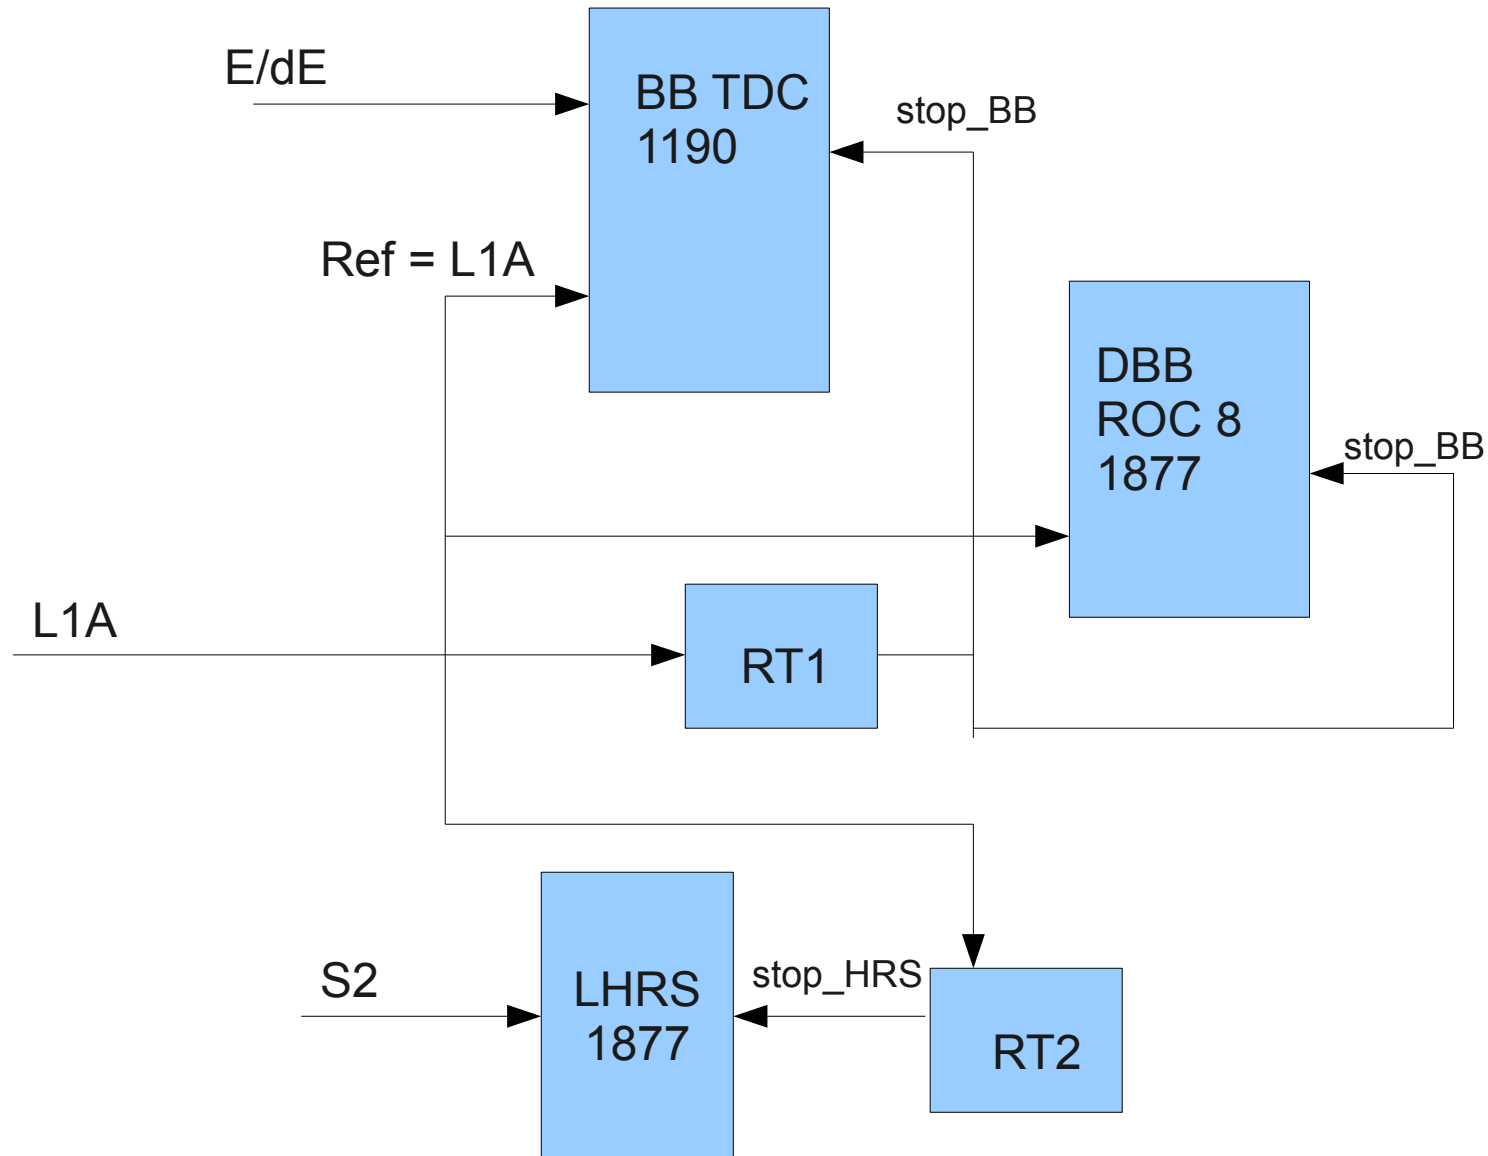 E/dE
BB TDC
1190
stop_BB
Ref = L1A
DBB
ROC 8
1877
stop_BB
L1A
RT1
S2
LHRS
1877
stop_HRS
RT2